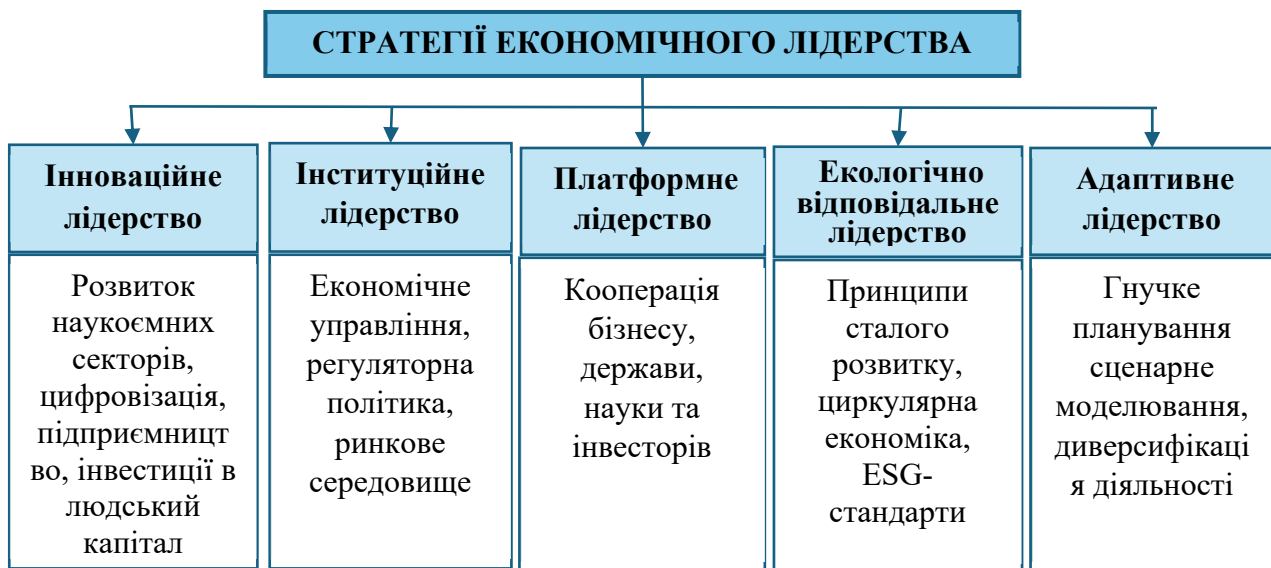 СТРАТЕГІЇ ЕКОНОМІЧНОГО ЛІДЕРСТВА
Інноваційне
лідерство
Розвиток
наукоємних
секторів,
цифровізація,
підприємницт
во, інвестиції в
людський
капітал
Інституційне
лідерство
Економічне
управління,
регуляторна
політика,
ринкове
середовище
Платформне
лідерство
Кооперація
бізнесу,
держави,
науки та
інвесторів
Екологічно
відповідальне
лідерство
Принципи
сталого
розвитку,
циркулярна
економіка,
ESG-
стандарти
Адаптивне
лідерство
Гнучке
планування
сценарне
моделювання,
диверсифікаці
я діяльності